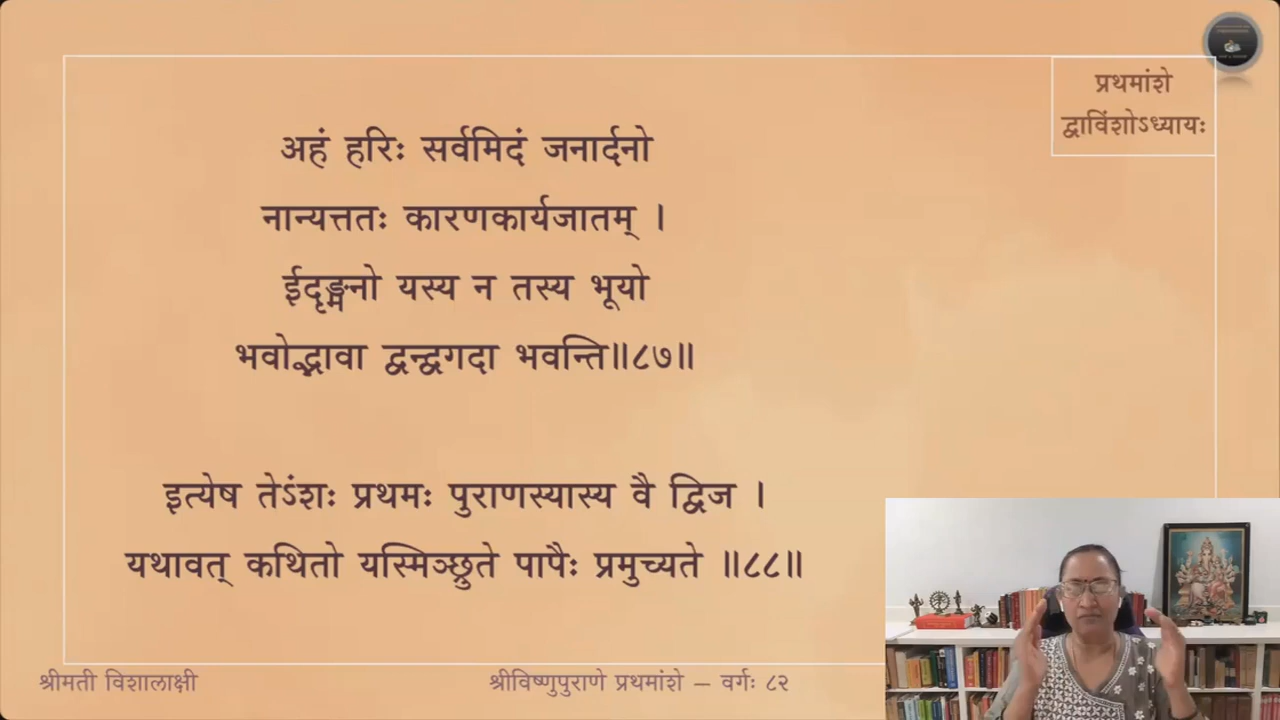 प्रथमांशे
द्वाविंशोऽध्यायः
अहं हरिः सर्वमिदं जनार्दनो
नान्यत्ततः कारणकार्यजातम् ।
ईदृङ्मनो यस्य न तस्य भूयो
भवोद्भावा द्वन्द्वगदा भवन्ति॥८७॥
इत्येष तेऽंशः प्रथमः पुराणस्यास्य वै द्विज ।
यथावत् कथितो यस्मिञ्छ्रुते पापैः प्रमुच्यते ॥८८॥
श्रीमती विशालाक्षी
श्रीविष्णुपुराणे प्रथमांशे – वर्गः ८२